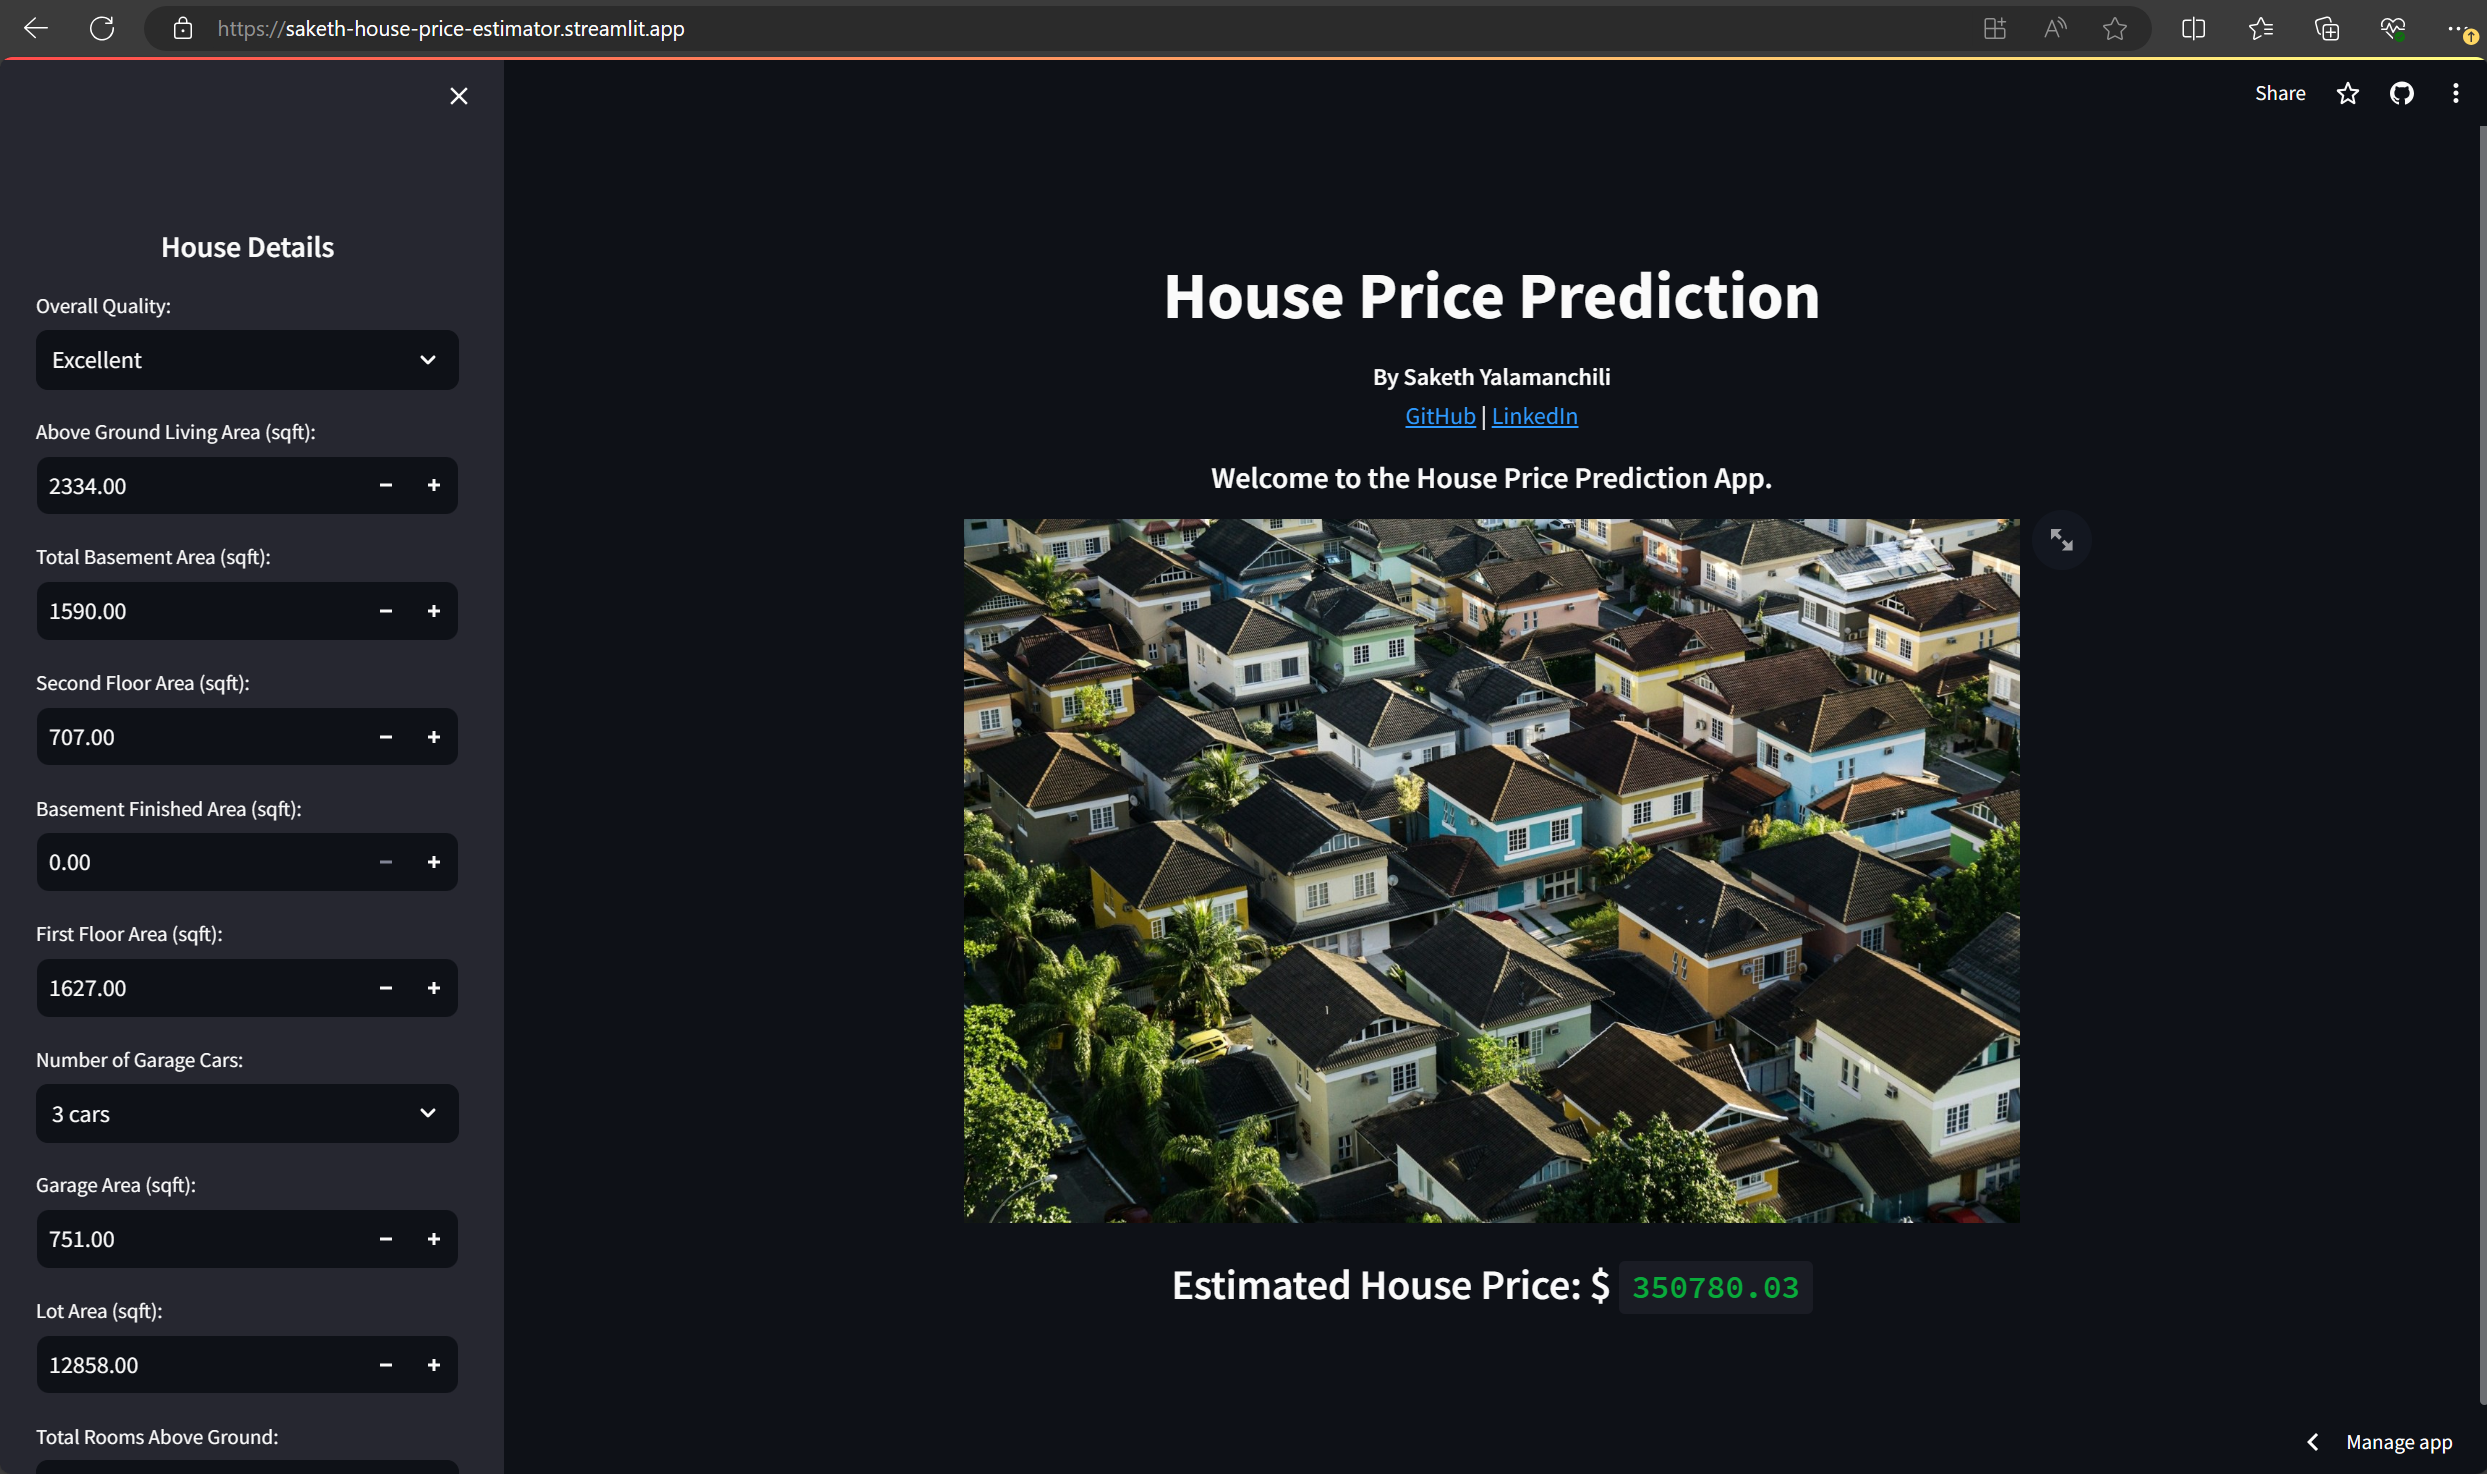 https://saketh-house-price-estimator.streamlit.app
Share
House Details
Overall Quality:
Excellent
Above Ground Living Area (sqft):
2334.00
Total Basement Area (sqft):
1590.00
Second Floor Area (sqft):
707.00
Basement Finished Area (sqft):
0.00
First Floor Area (sqft):
1627.00
Number of Garage Cars:
3 cars
Garage Area (sqft):
751.00
Lot Area (sqft):
12858.00
Total Rooms Above Ground:
House Price Prediction
By Saketh Yalamanchili
GitHub | LinkedIn
Welcome to the House Price Prediction App.
Estimated House Price: $ 350780.03
Manage app